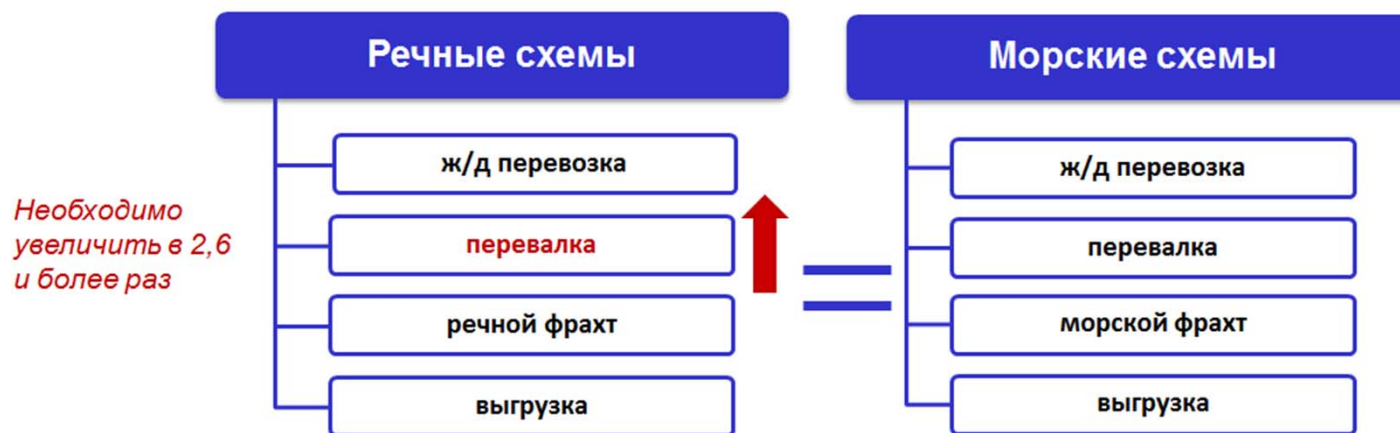 Речные схемы
ж/д перевозка
перевалка
речной фрахт
выгрузка
Необходимо
увеличить в 2,6
и более раз
Морские схемы
ж/д перевозка
перевалка
морской фрахт
выгрузка